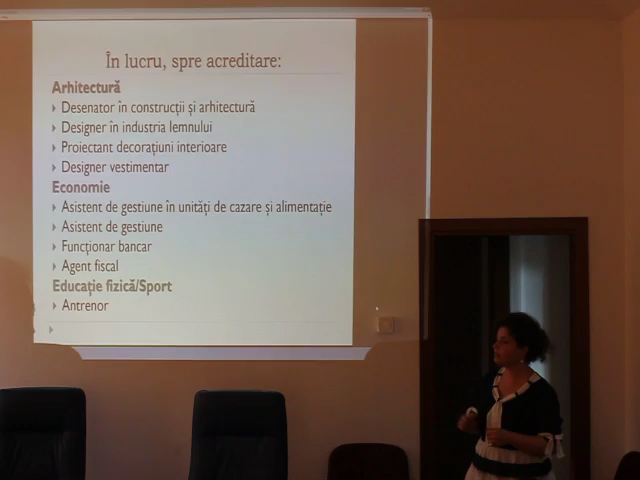 În lucru, spre acreditare:
Arhitectură
Desenator în construcții și arhitectură
Designer în industria lemnului
Proiectant decorațiuni interioare
Designer vestimentar
Economie
Asistent de gestiune în unități de cazare și alimentație
Asistent de gestiune
Funcționar bancar
Agent fiscal
Educație fizică/Sport
Antrenor